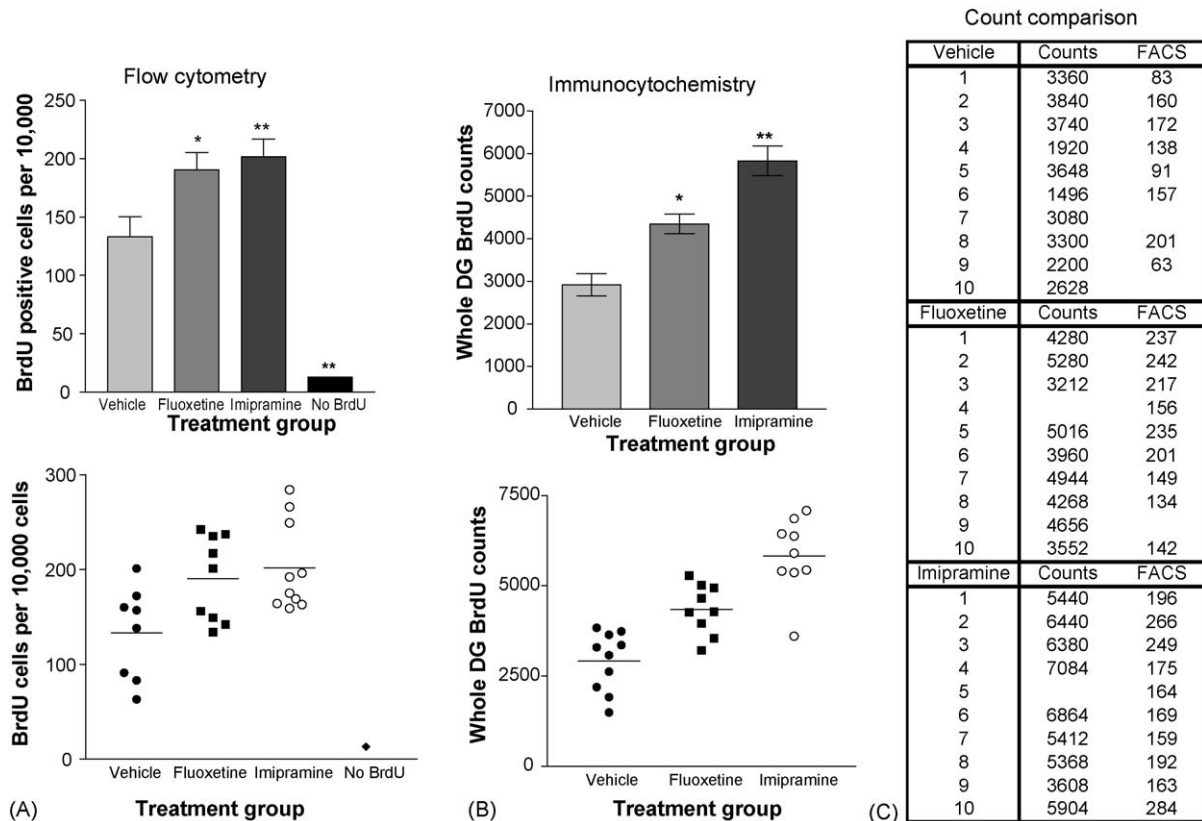 Flow cytometry
250
200
150
100
50
0
BrdU positive cells per 10,000
*
**
**
Vehicle Fluoxetine Imipramine No BrdU
Treatment group
300
200
100
0
BrdU cells per 10,000 cells
Vehicle Fluoxetine Imipramine No BrdU
Treatment group
(A)
Immunocytochemistry
7000
6000
5000
4000
3000
2000
1000
0
Whole DG BrdU counts
*
**
Vehicle Fluoxetine Imipramine
Treatment group
7500
5000
2500
0
Whole DG BrdU counts
Vehicle Fluoxetine Imipramine
Treatment group
(B)
Count comparison
Vehicle Counts FACS
1 3360 83
2 3840 160
3 3740 172
4 1920 138
5 3648 91
6 1496 157
7 3080
8 3300 201
9 2200 63
10 2628
Fluoxetine Counts FACS
1 4280 237
2 5280 242
3 3212 217
4 156
5 5016 235
6 3960 201
7 4944 149
8 4268 134
9 4656
10 3552 142
Imipramine Counts FACS
1 5440 196
2 6440 266
3 6380 249
4 7084 175
5 164
6 6864 169
7 5412 159
8 5368 192
9 3608 163
10 5904 284
(C)